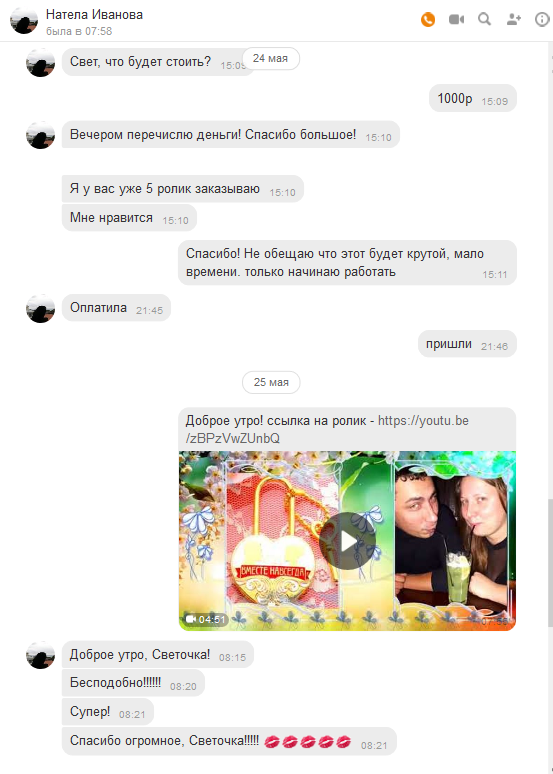 Натела Иванова
была в 07:58
24 мая
Свет, что будет стоить? 15:09
1000р 15:09
Вечером перечислю деньги! Спасибо большое! 15:10
Я у вас уже 5 ролик заказываю 15:10
Мне нравится 15:10
Спасибо! Не обещаю что этот будет крутой, мало
времени. только начинаю работать 15:11
Оплатила 21:45
пришли 21:46
25 мая
Доброе утро! ссылка на ролик - https://youtu.be
/zBPzVwZUnbQ
ВМЕСТЕ НАВСЕГДА
04:51
Доброе утро, Светочка! 08:15
Бесподобно!!!!!! 08:20
Супер! 08:21
Спасибо огромное, Светочка!!!!! 💋💋💋💋💋 08:21